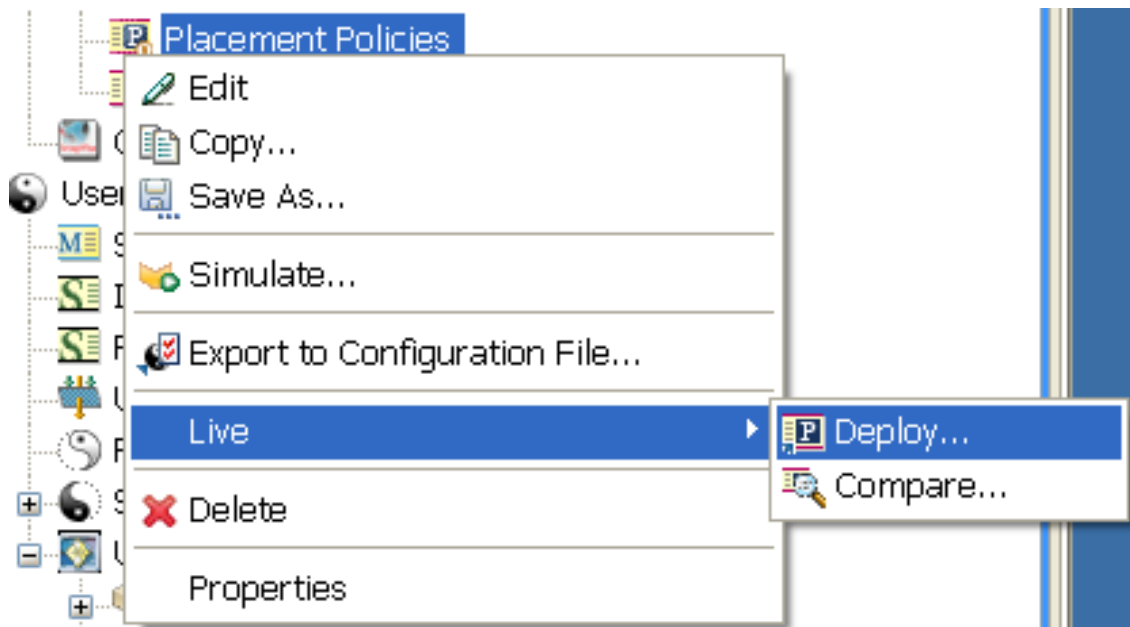 Placement Policies
Edit
Copy...
User
Save As...
Simulate...
Export to Configuration File...
Live
Deploy...
Compare...
Delete
Properties